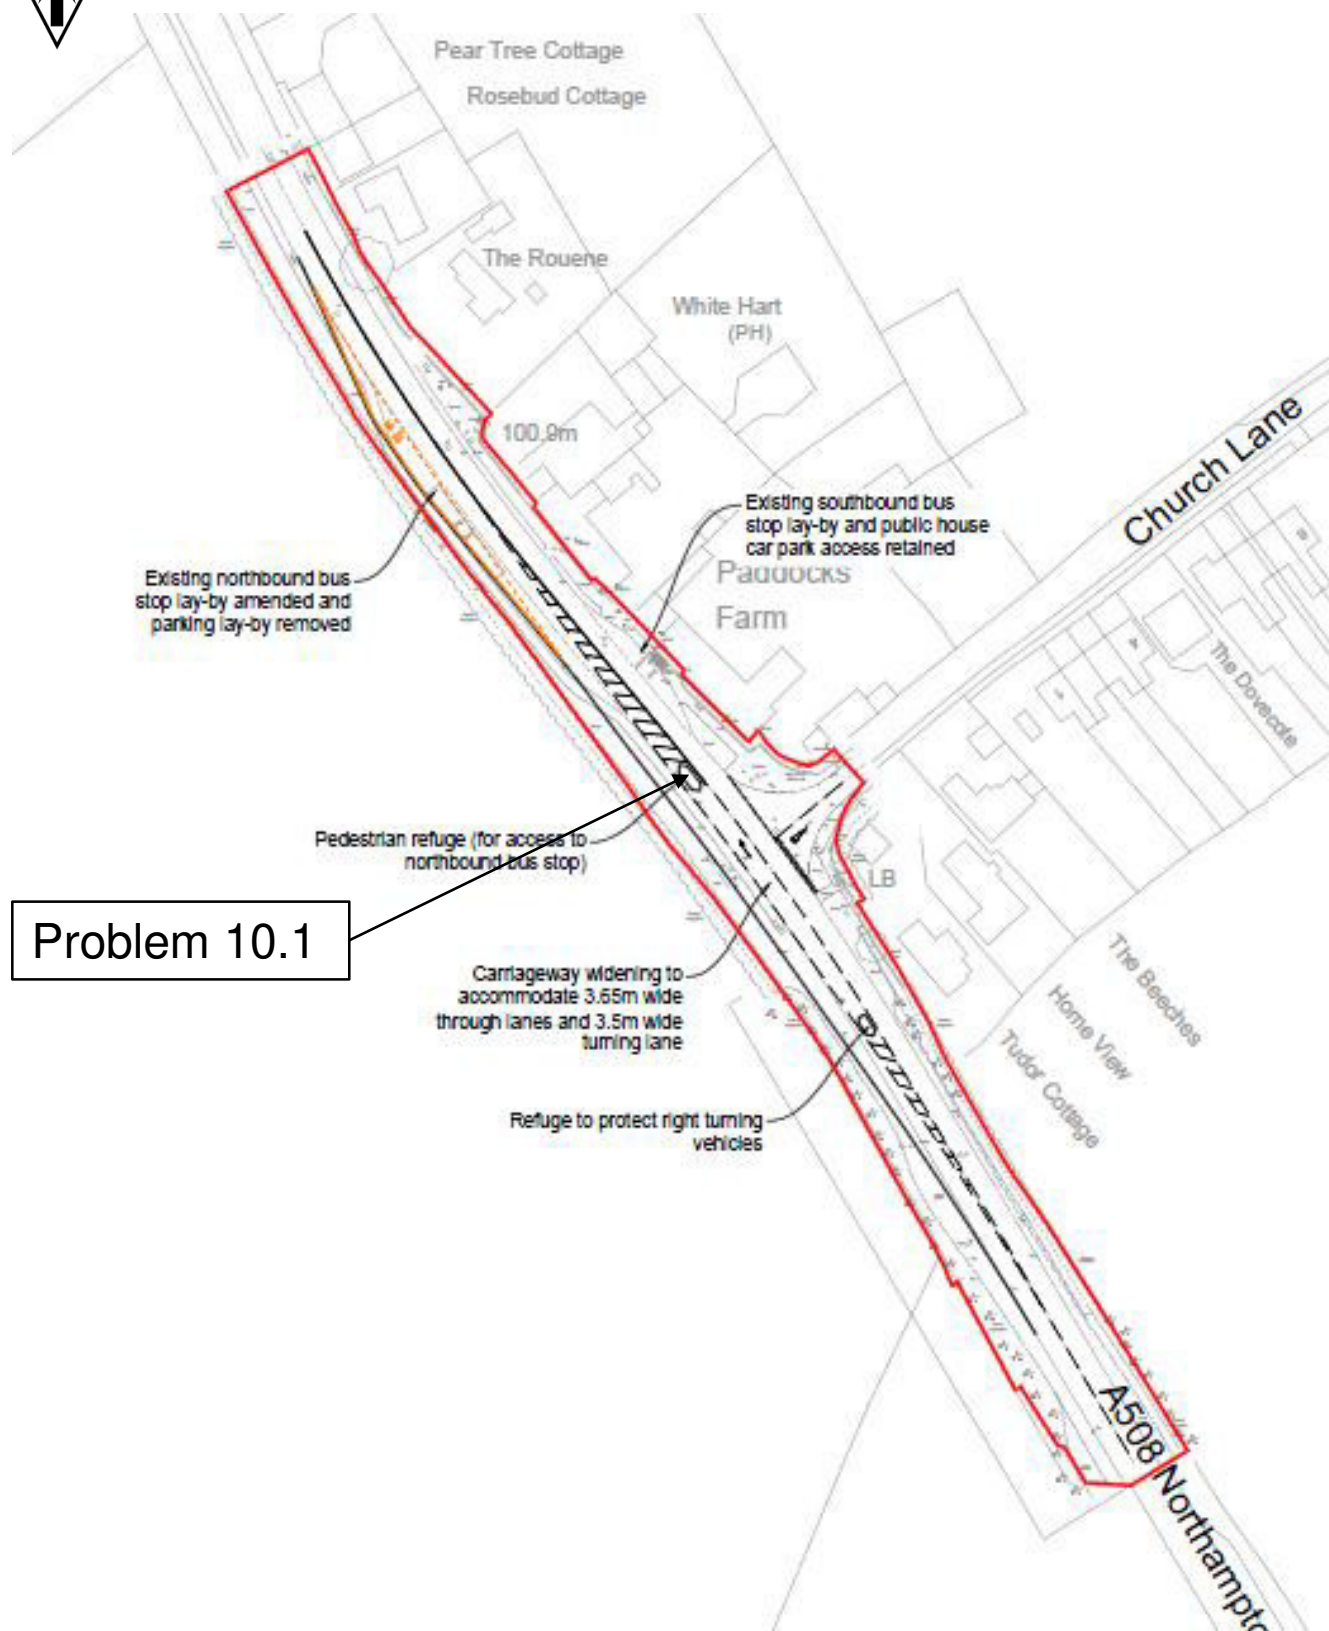 Pear Tree Cottage
Rosebud Cottage
The Rouene
White Hart
(PH)
100.9m
Church Lane
Existing southbound bus
stop lay-by and public house
car park access retained
Paddocks
Farm
Existing northbound bus
stop lay-by amended and
parking lay-by removed
The Dovecote
Pedestrian refuge (for access to
northbound bus stop)
LB
Problem 10.1
Carriageway widening to
accommodate 3.65m wide
through lanes and 3.5m wide
turning lane
The Beeches
Home View
Tudor Cottage
Refuge to protect right turning
vehicles
A508 Northampto